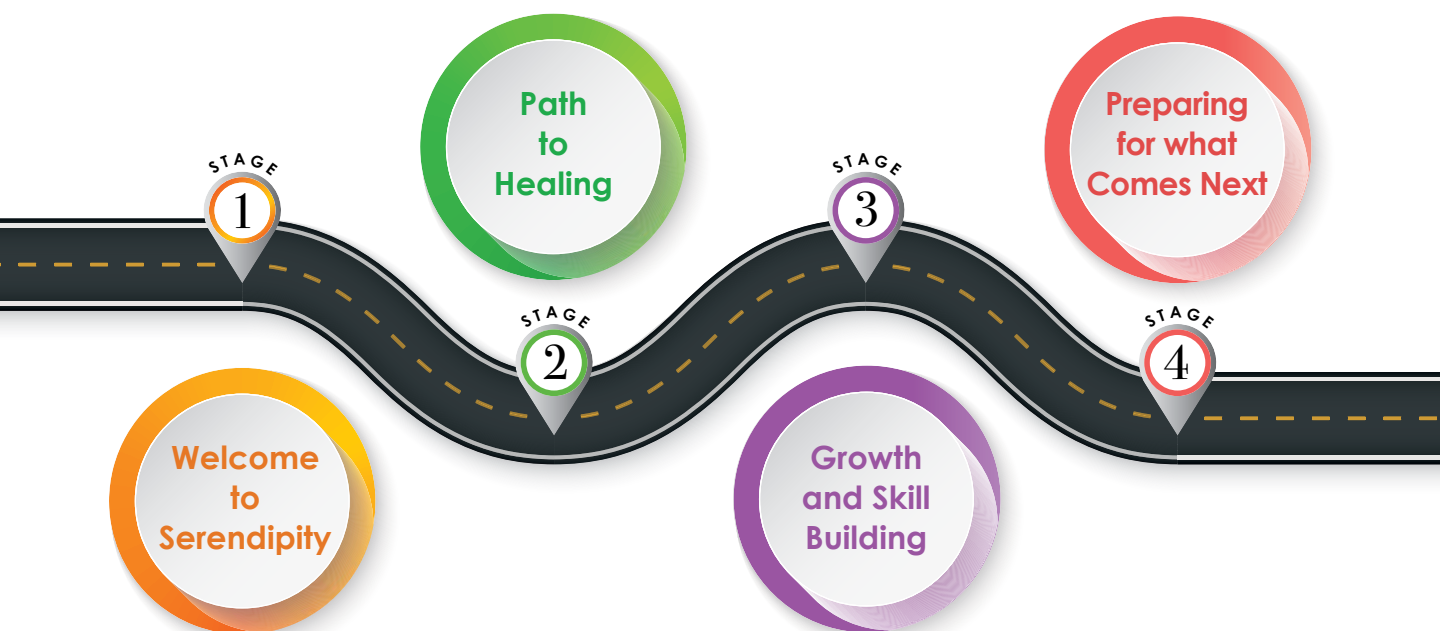 STAGE
1
Welcome
to
Serendipity
Path
to
Healing
STAGE
2
STAGE
3
Growth
and Skill
Building
Preparing
for what
Comes Next
STAGE
4